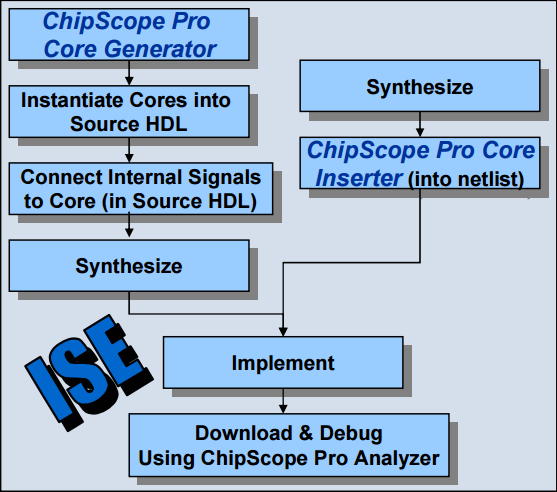 ChipScope Pro
Core Generator
Instantiate Cores into
Source HDL
Connect Internal Signals
to Core (in Source HDL)
Synthesize
Synthesize
ChipScope Pro Core
Inserter (into netlist)
ISE
Implement
Download & Debug
Using ChipScope Pro Analyzer